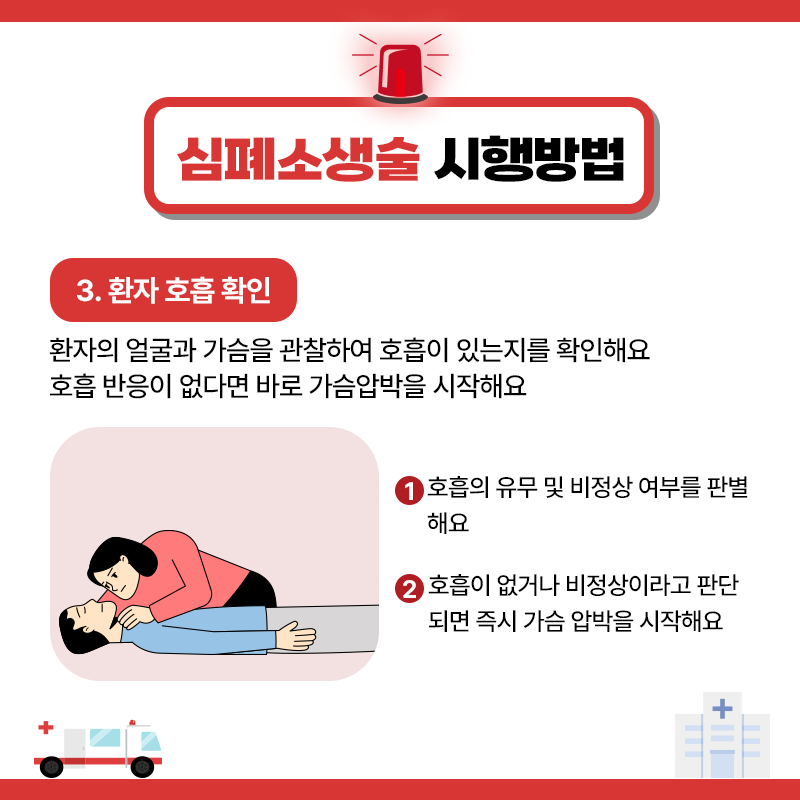 심폐소생술 시행방법
3. 환자 호흡 확인
환자의 얼굴과 가슴을 관찰하여 호흡이 있는지를 확인해요
호흡 반응이 없다면 바로 가슴압박을 시작해요
1 호흡의 유무 및 비정상 여부를 판별
해요
2 호흡이 없거나 비정상이라고 판단
되면 즉시 가슴 압박을 시작해요